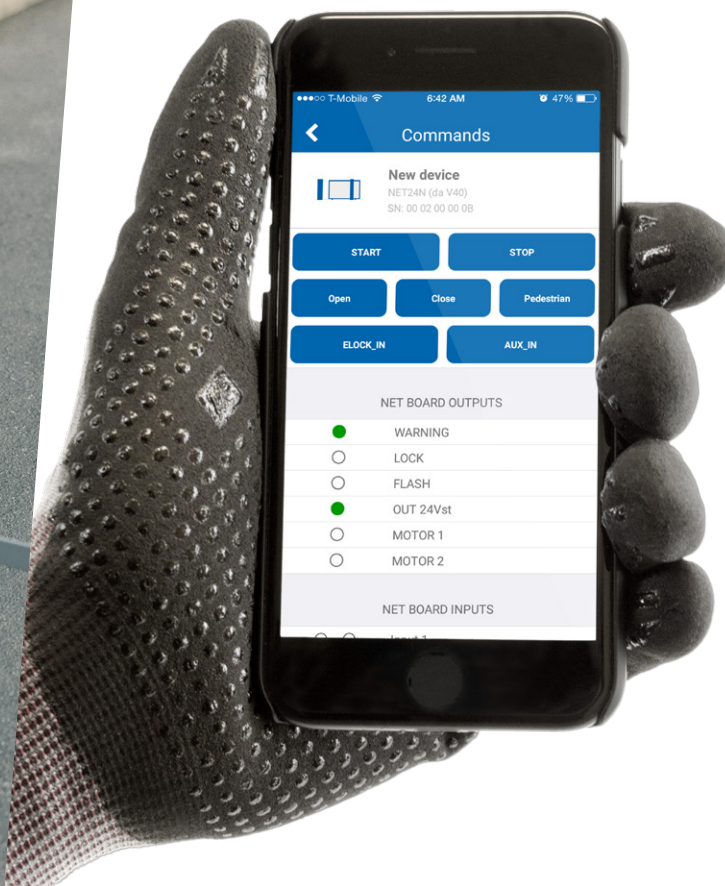 T-Mobile 6:42 AM 47%
Commands
New device
NET24N (da V40)
SN: 00 02 00 00 0B
START STOP
Open Close Pedestrian
ELOCK_IN AUX_IN
NET BOARD OUTPUTS
WARNING
LOCK
FLASH
OUT 24Vst
MOTOR 1
MOTOR 2
NET BOARD INPUTS
Input 1